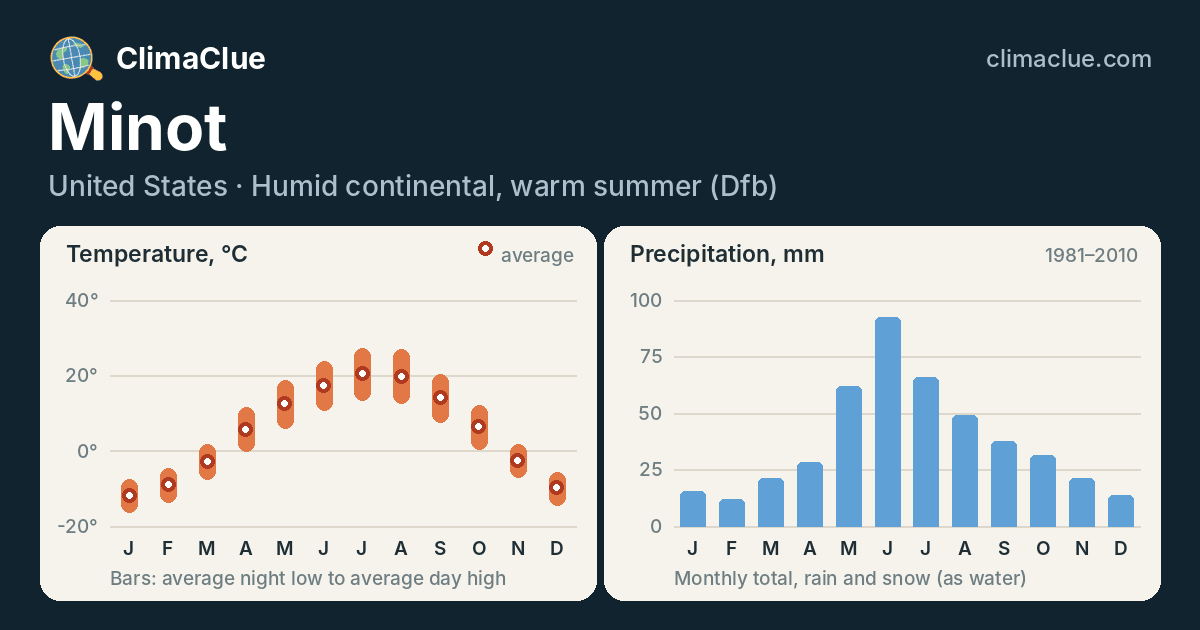 ClimaClue
climaclue.com
Minot
United States · Humid continental, warm summer (Dfb)
Temperature, °C
average
40°
20°
0°
-20°
J F M A M J J A S O N D
Bars: average night low to average day high
Precipitation, mm
1981–2010
100
75
50
25
0
J F M A M J J A S O N D
Monthly total, rain and snow (as water)